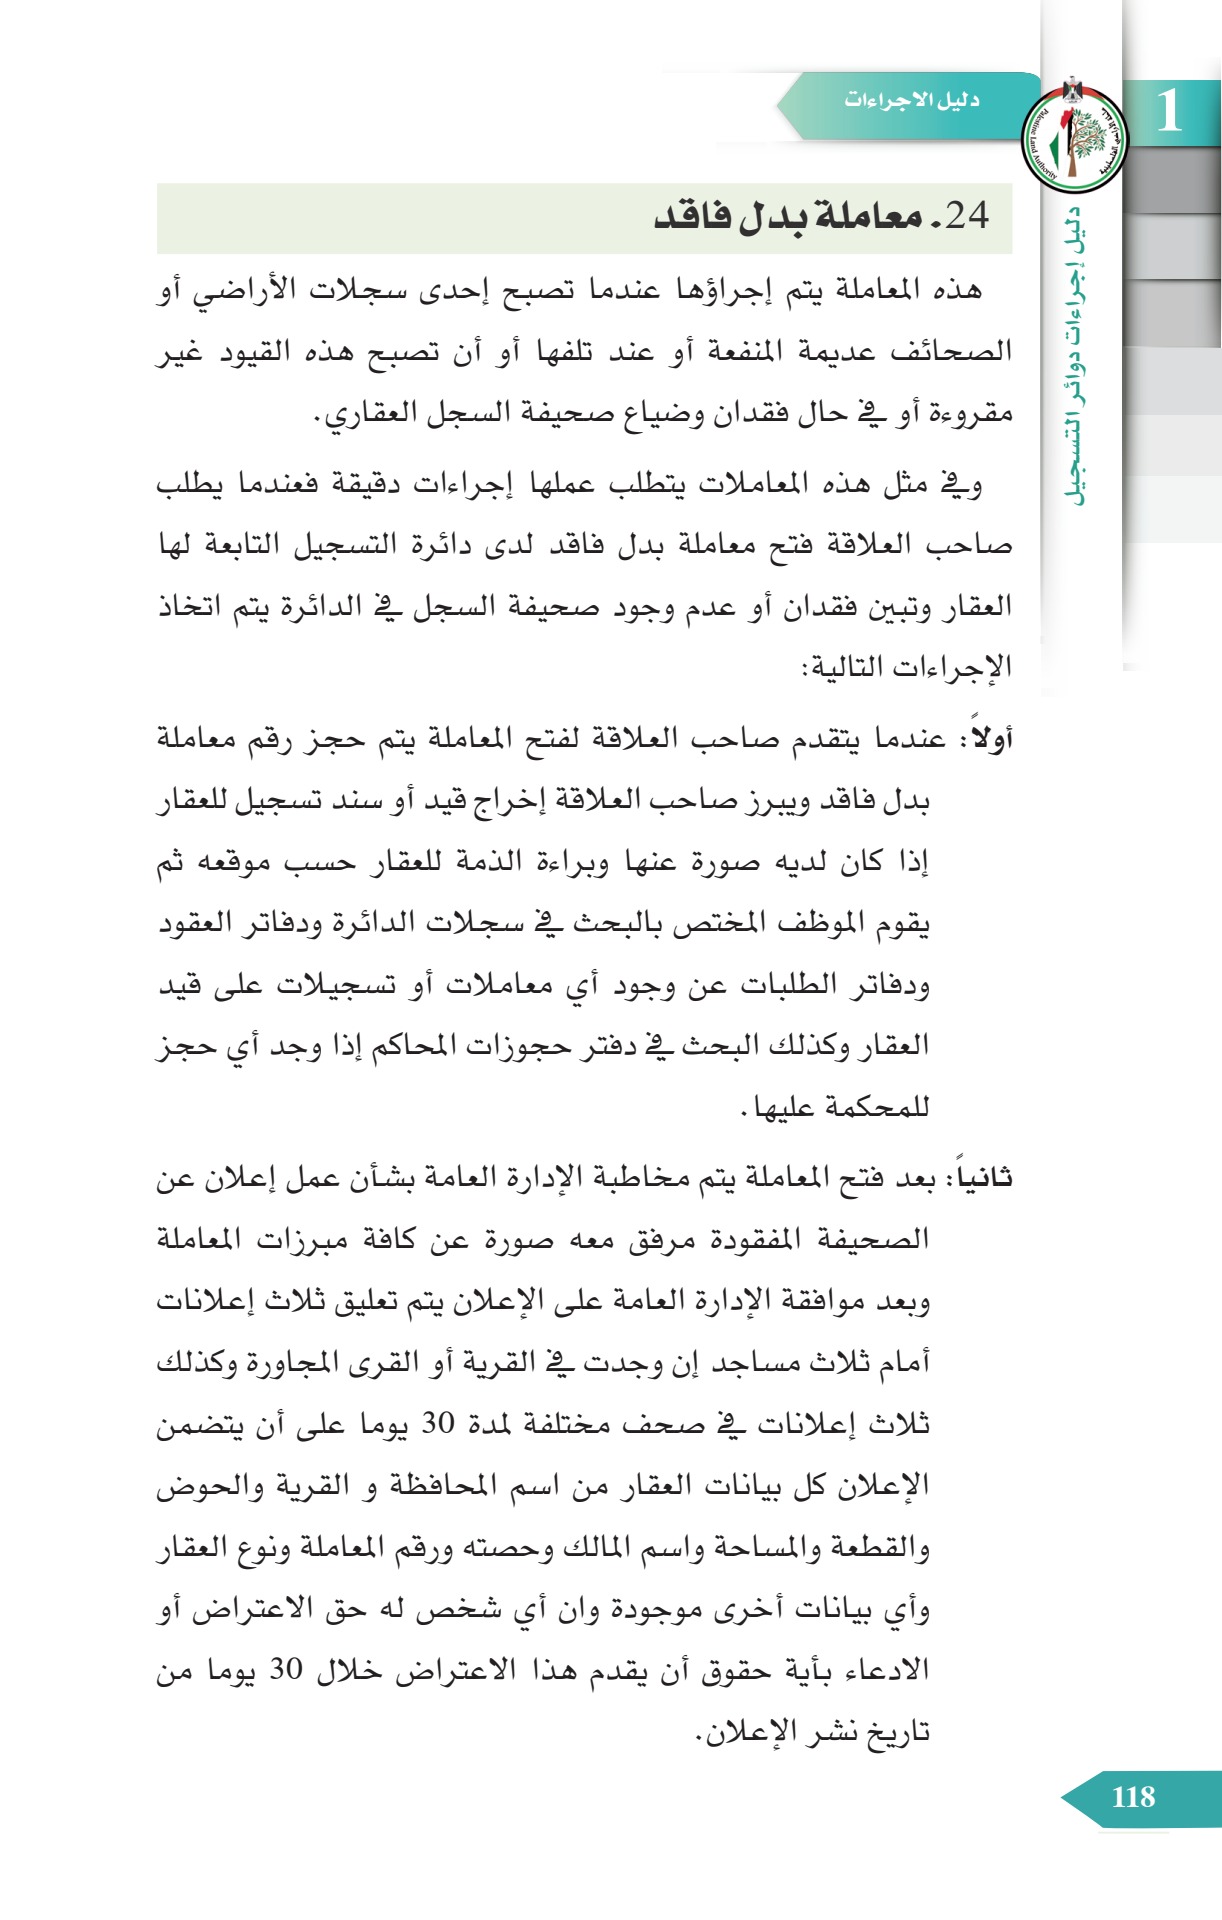 1
دليل الاجراءات
Palestine Land Authority
دليل إجراءات دوائر التسجيل
24. معاملة بدل فاقد
هذه المعاملة يتم إجراؤها عندما تصبح إحدى سجلات الأراضي أو
الصحائف عديمة المنفعة أو عند تلفها أو أن تصبح هذه القيود غير
مقروءة أو في حال فقدان وضياع صحيفة السجل العقاري.
وفي مثل هذه المعاملات يتطلب عملها إجراءات دقيقة فعندما يطلب
صاحب العلاقة فتح معاملة بدل فاقد لدى دائرة التسجيل التابعة لها
العقار وتبين فقدان أو عدم وجود صحيفة السجل في الدائرة يتم اتخاذ
الإجراءات التالية:
أولاً: عندما يتقدم صاحب العلاقة لفتح المعاملة يتم حجز رقم معاملة
بدل فاقد ويبرز صاحب العلاقة إخراج قيد أو سند تسجيل للعقار
إذا كان لديه صورة عنها وبراءة الذمة للعقار حسب موقعه ثم
يقوم الموظف المختص بالبحث في سجلات الدائرة ودفاتر العقود
ودفاتر الطلبات عن وجود أي معاملات أو تسجيلات على قيد
العقار وكذلك البحث في دفتر حجوزات المحاكم إذا وجد أي حجز
للمحكمة عليها.
ثانياً: بعد فتح المعاملة يتم مخاطبة الإدارة العامة بشأن عمل إعلان عن
الصحيفة المفقودة مرفق معه صورة عن كافة مبرزات المعاملة
وبعد موافقة الإدارة العامة على الإعلان يتم تعليق ثلاث إعلانات
أمام ثلاث مساجد إن وجدت في القرية أو القرى المجاورة وكذلك
ثلاث إعلانات في صحف مختلفة لمدة 30 يوما على أن يتضمن
الإعلان كل بيانات العقار من اسم المحافظة و القرية والحوض
والقطعة والمساحة واسم المالك وحصته ورقم المعاملة ونوع العقار
وأي بيانات أخرى موجودة وان أي شخص له حق الاعتراض أو
الادعاء بأية حقوق أن يقدم هذا الاعتراض خلال 30 يوما من
تاريخ نشر الإعلان.
118